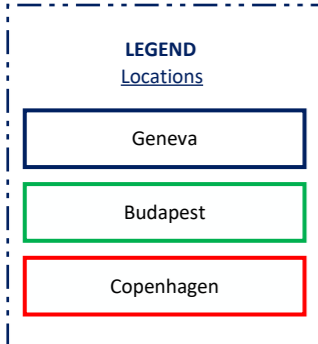 LEGEND
Locations
Geneva
Budapest
Copenhagen